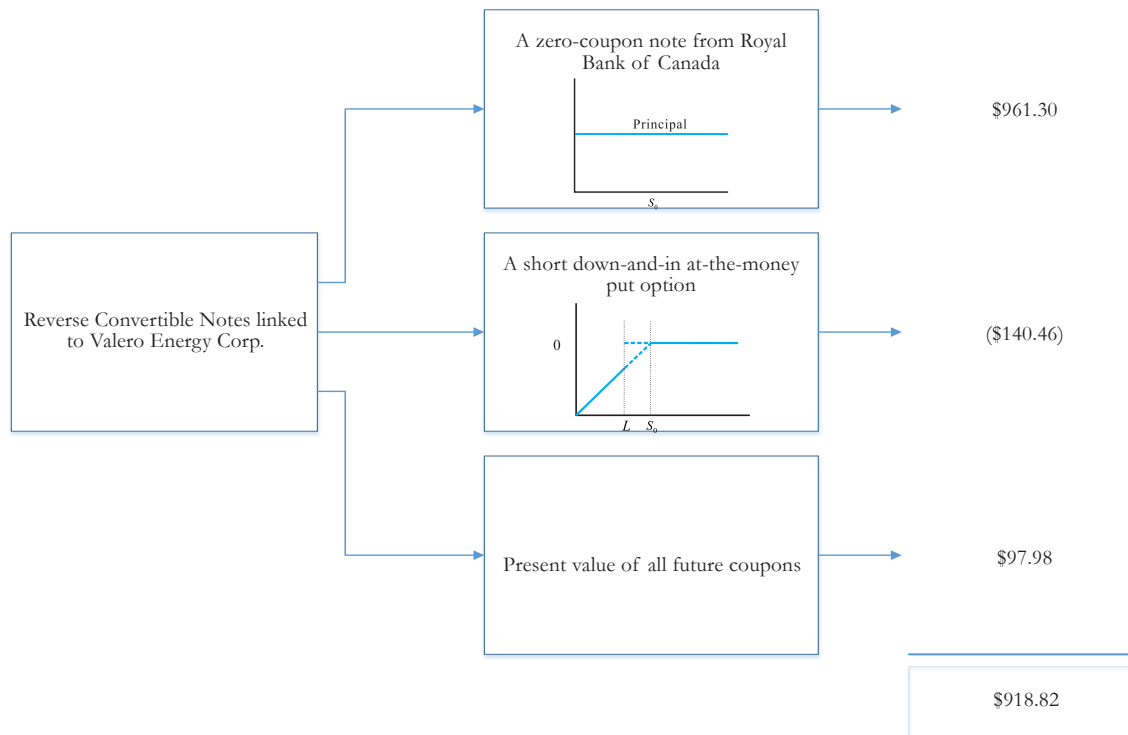 A zero-coupon note from Royal
Bank of Canada
Principal
S₀
$961.30
Reverse Convertible Notes linked
to Valero Energy Corp.
A short down-and-in at-the-money
put option
0
L S₀
($140.46)
Present value of all future coupons
$97.98
$918.82